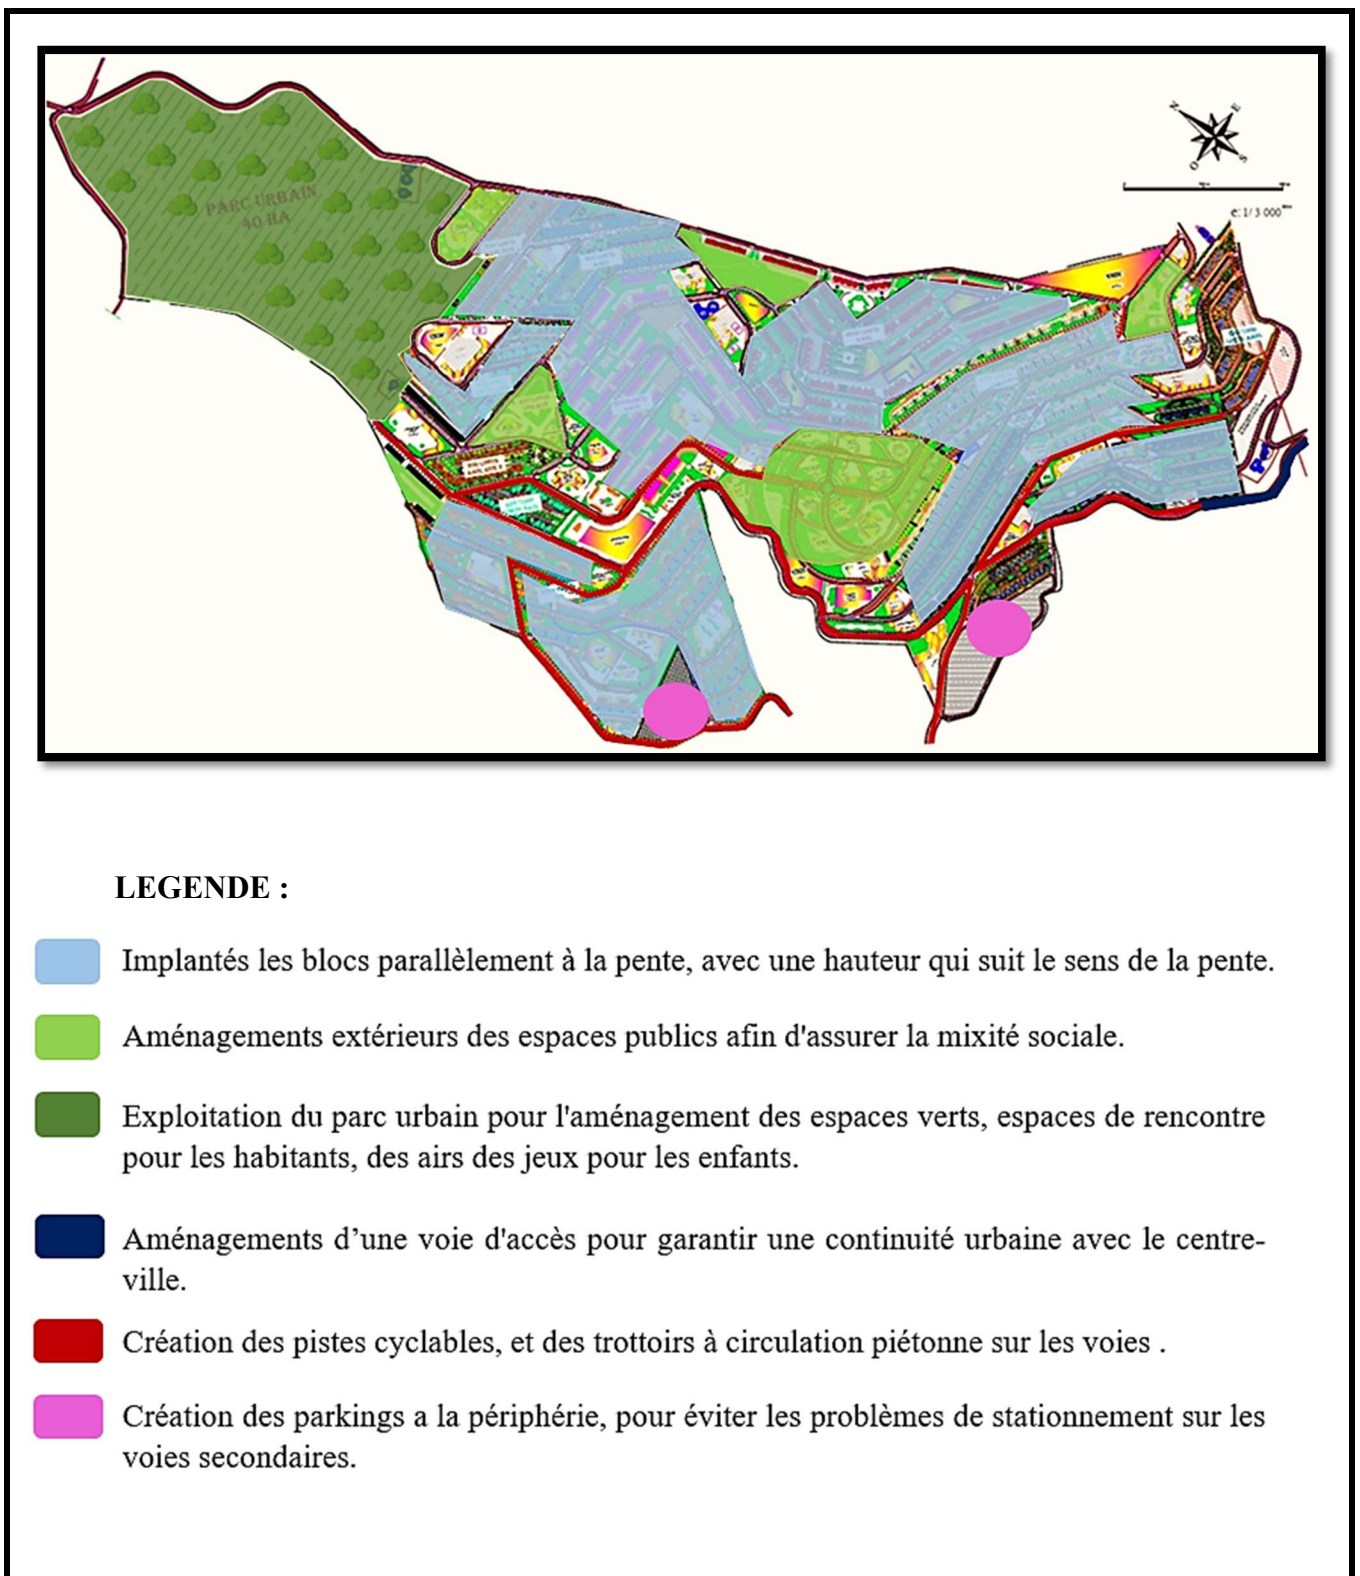 PARC URBAIN
40 HA
N
E
O
S
e:1/3 000
LEGENDE :
Implantés les blocs parallèlement à la pente, avec une hauteur qui suit le sens de la pente.
Aménagements extérieurs des espaces publics afin d'assurer la mixité sociale.
Exploitation du parc urbain pour l'aménagement des espaces verts, espaces de rencontre
pour les habitants, des airs des jeux pour les enfants.
Aménagements d’une voie d'accès pour garantir une continuité urbaine avec le centre-
ville.
Création des pistes cyclables, et des trottoirs à circulation piétonne sur les voies .
Création des parkings a la périphérie, pour éviter les problèmes de stationnement sur les
voies secondaires.